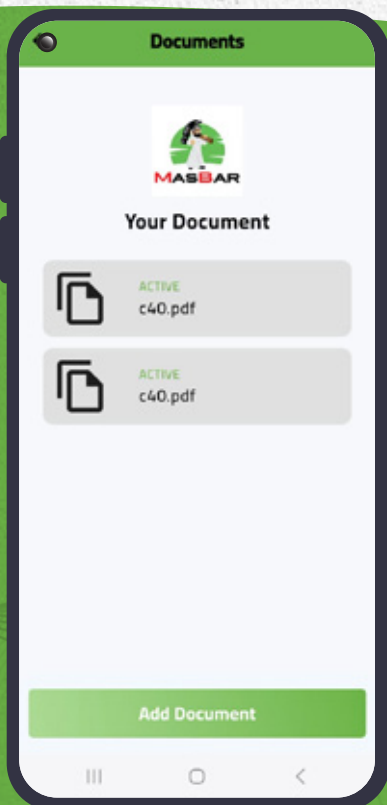 Documents
MASBAR
Your Document
ACTIVE
c40.pdf
ACTIVE
c40.pdf
Add Document